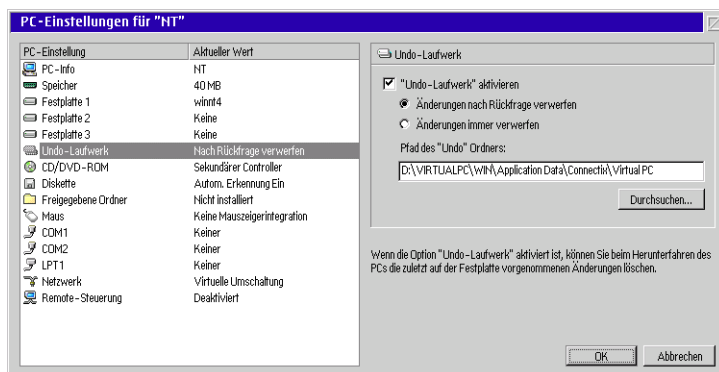 PC-Einstellungen für "NT"
PC-Einstellung Aktueller Wert
PC-Info NT
Speicher 40 MB
Festplatte 1 winnt4
Festplatte 2 Keine
Festplatte 3 Keine
Undo-Laufwerk Nach Rückfrage verwerfen
CD/DVD-ROM Sekundärer Controller
Diskette Autom. Erkennung Ein
Freigegebene Ordner Nicht installiert
Maus Keine Mauszeigerintegration
COM1 Keiner
COM2 Keiner
LPT1 Keiner
Netzwerk Virtuelle Umschaltung
Remote-Steuerung Deaktiviert
Undo-Laufwerk
"Undo-Laufwerk" aktivieren
Änderungen nach Rückfrage verwerfen
Änderungen immer verwerfen
Pfad des "Undo" Ordners:
D:\VIRTUALPC\WIN\Application Data\Connectix\Virtual PC
Durchsuchen...
Wenn die Option "Undo-Laufwerk" aktiviert ist, können Sie beim Herunterfahren des
PCs die zuletzt auf der Festplatte vorgenommenen Änderungen löschen.
OK Abbrechen